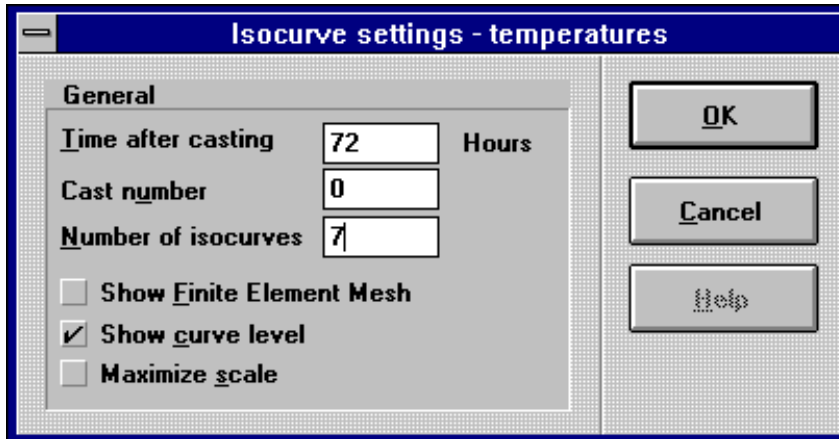 Isocurve settings - temperatures
General
Time after casting 72 Hours
Cast number 0
Number of isocurves 7
Show Finite Element Mesh
Show curve level
Maximize scale
OK
Cancel
Help